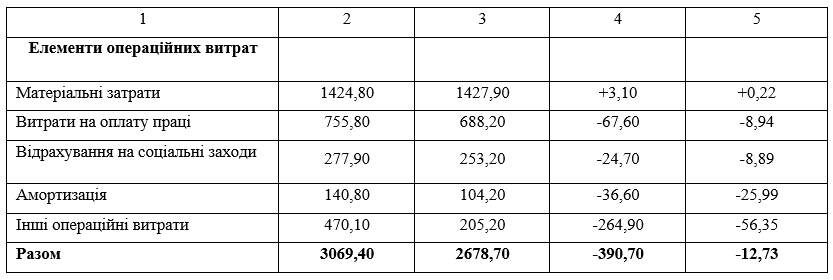 1 2 3 4 5
Елементи операційних витрат
Матеріальні затрати 1424,80 1427,90 +3,10 +0,22
Витрати на оплату праці 755,80 688,20 -67,60 -8,94
Відрахування на соціальні заходи 277,90 253,20 -24,70 -8,89
Амортизація 140,80 104,20 -36,60 -25,99
Інші операційні витрати 470,10 205,20 -264,90 -56,35
Разом 3069,40 2678,70 -390,70 -12,73